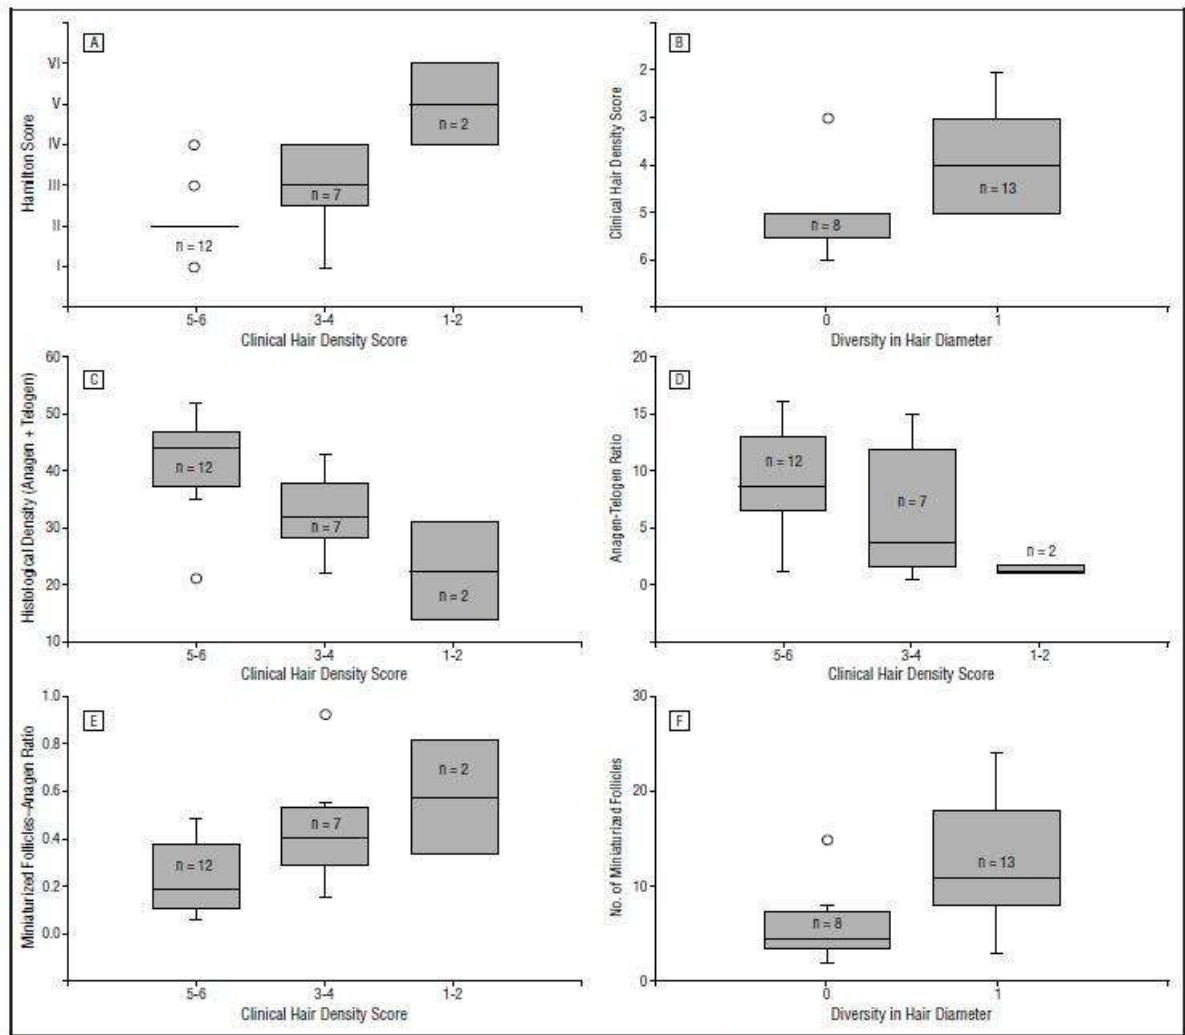 A
Hamilton Score
VI
V
IV
III
II
I
n = 12
n = 7
n = 2
5-6 3-4 1-2
Clinical Hair Density Score
B
Clinical Hair Density Score
2
3
4
5
6
n = 8
n = 13
0 1
Diversity in Hair Diameter
C
Histological Density (Anagen + Telogen)
60
50
40
30
20
10
n = 12
n = 7
n = 2
5-6 3-4 1-2
Clinical Hair Density Score
D
Anagen-Telogen Ratio
20
15
10
5
0
n = 12
n = 7
n = 2
5-6 3-4 1-2
Clinical Hair Density Score
E
Miniaturized Follicles–Anagen Ratio
1.0
0.8
0.6
0.4
0.2
0.0
n = 12
n = 7
n = 2
5-6 3-4 1-2
Clinical Hair Density Score
F
No. of Miniaturized Follicles
30
20
10
0
n = 8
n = 13
0 1
Diversity in Hair Diameter